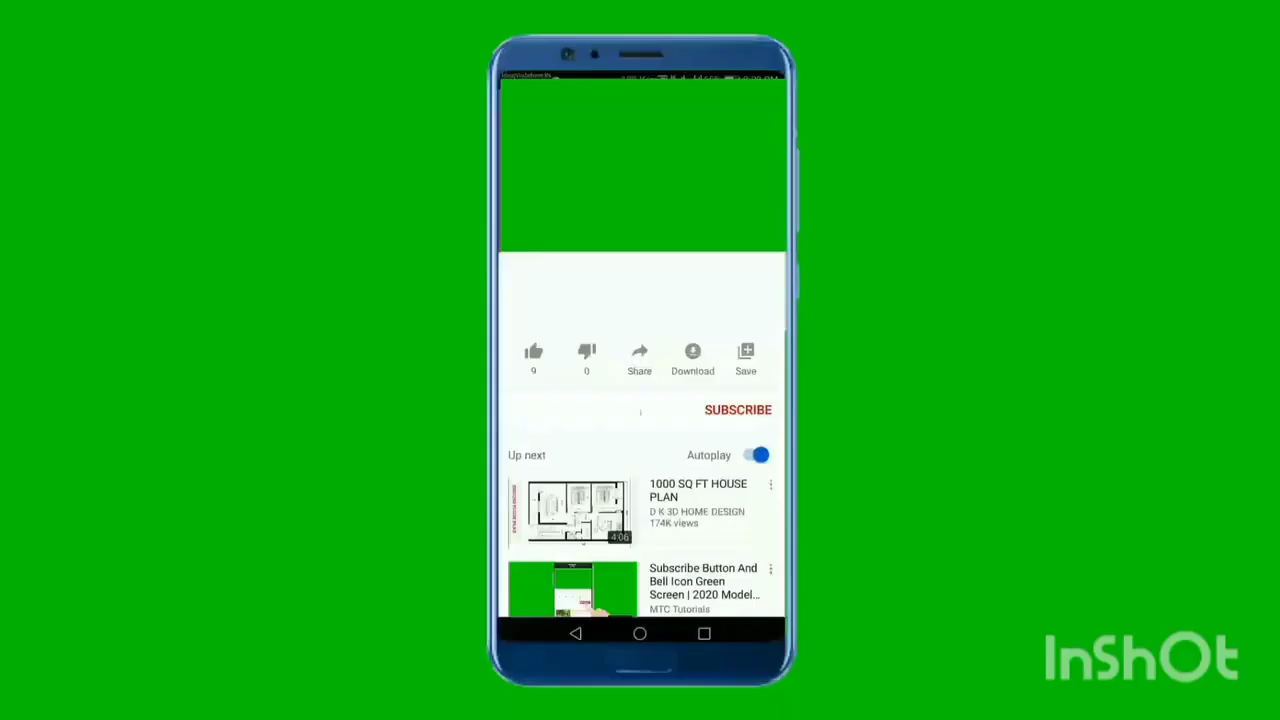 9
0
Share
Download
Save
SUBSCRIBE
Up next
Autoplay
1000 SQ FT HOUSE
PLAN
D K 3D HOME DESIGN
174K views
4:06
Subscribe Button And
Bell Icon Green
Screen | 2020 Model...
MTC Tutorials
InShOt